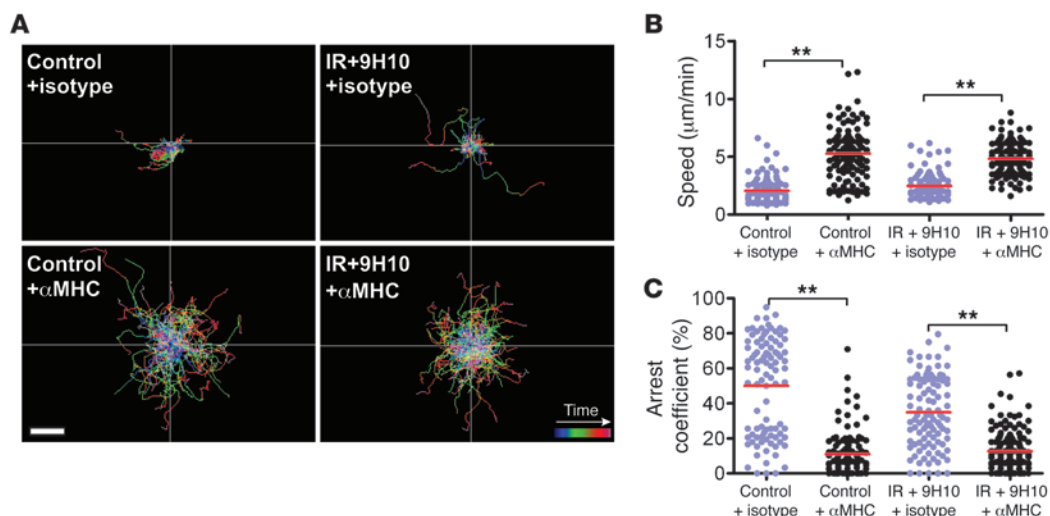 A
Control
+isotype
IR+9H10
+isotype
Control
+αMHC
IR+9H10
+αMHC
Time
B
Speed (μm/min)
15
10
5
0
**
**
Control
+ isotype
Control
+ αMHC
IR + 9H10
+ isotype
IR + 9H10
+ αMHC
C
Arrest
coefficient (%)
100
80
60
40
20
0
**
**
Control
+ isotype
Control
+ αMHC
IR + 9H10
+ isotype
IR + 9H10
+ αMHC